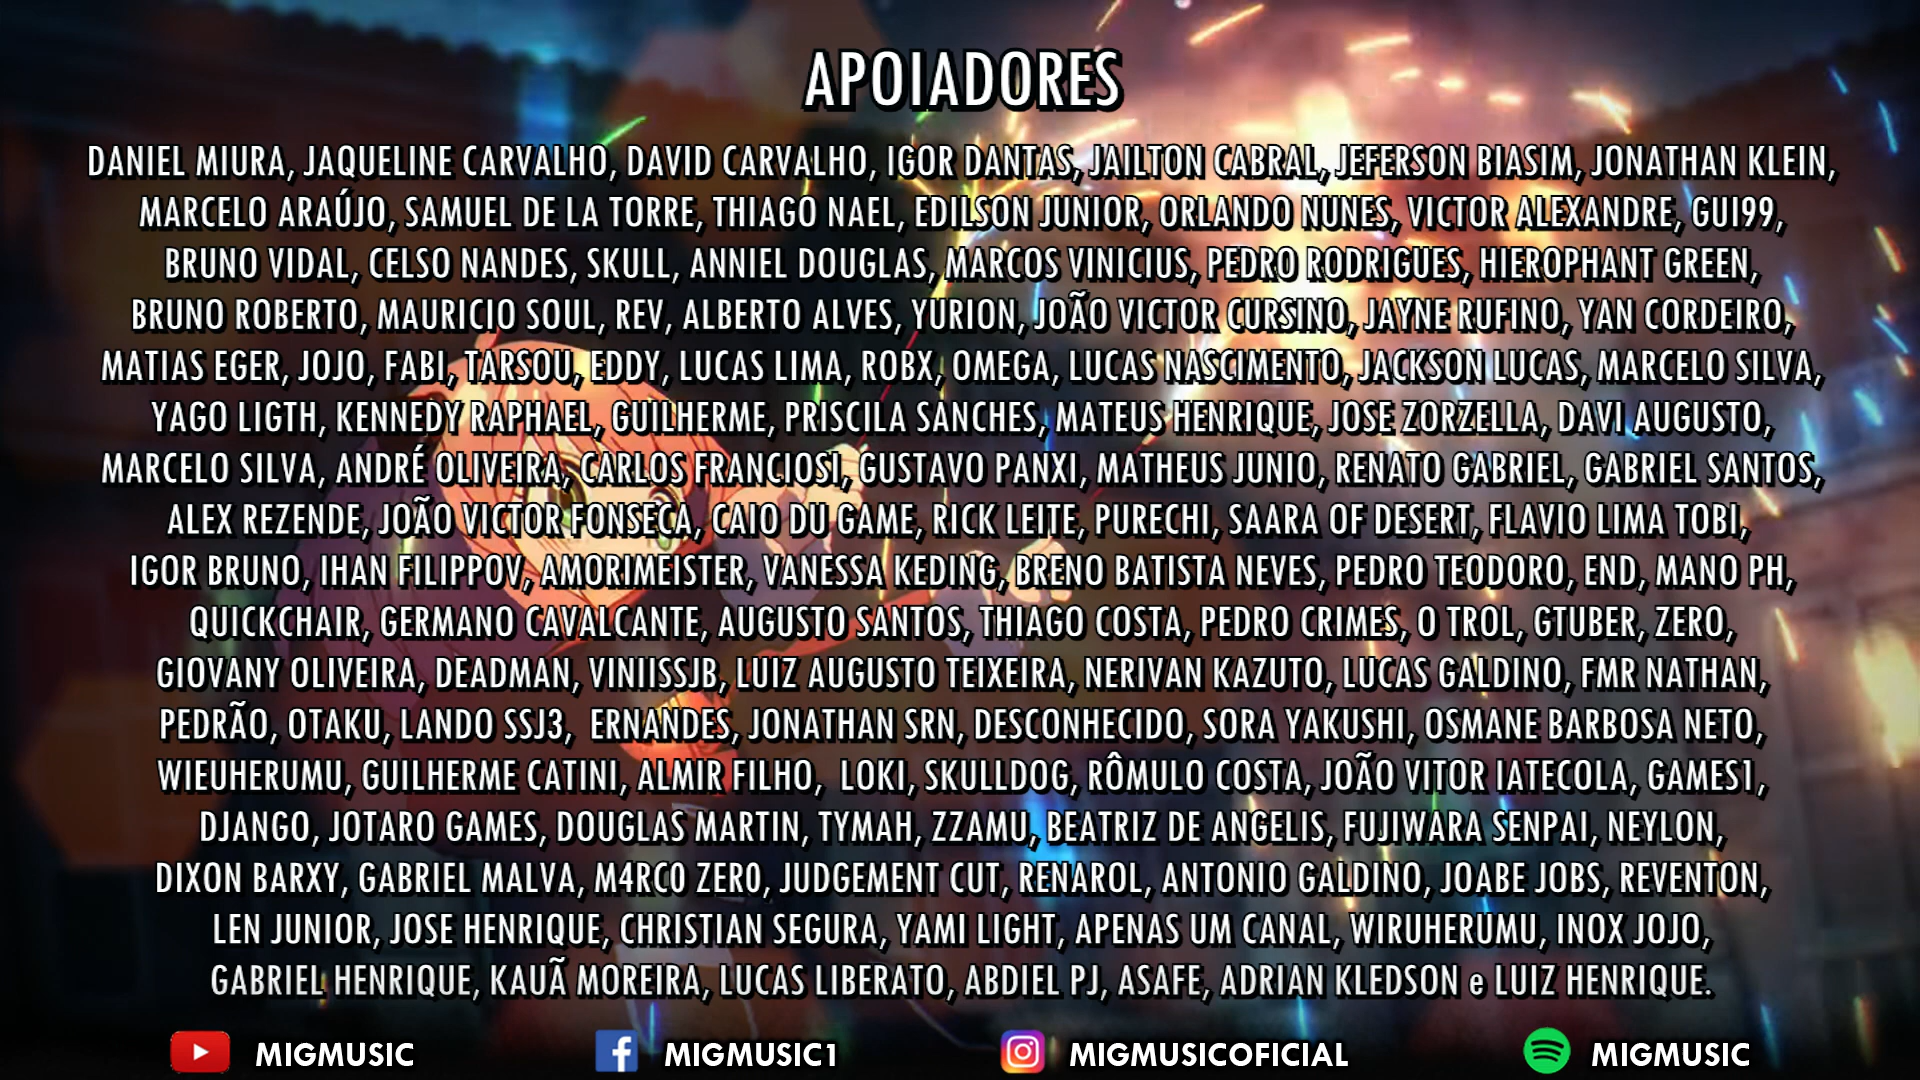 APOIADORES
DANIEL MIURA, JAQUELINE CARVALHO, DAVID CARVALHO, IGOR DANTAS, JAILTON CABRAL, JEFERSON BIASIM, JONATHAN KLEIN,
MARCELO ARAÚJO, SAMUEL DE LA TORRE, THIAGO NAEL, EDILSON JUNIOR, ORLANDO NUNES, VICTOR ALEXANDRE, GUI99,
BRUNO VIDAL, CELSO NANDES, SKULL, ANNIEL DOUGLAS, MARCOS VINICIUS, PEDRO RODRIGUES, HIEROPHANT GREEN,
BRUNO ROBERTO, MAURICIO SOUL, REV, ALBERTO ALVES, YURION, JOÃO VICTOR CURSINO, JAYNE RUFINO, YAN CORDEIRO,
MATIAS EGER, JOJO, FABI, TARSOU, EDDY, LUCAS LIMA, ROBX, OMEGA, LUCAS NASCIMENTO, JACKSON LUCAS, MARCELO SILVA,
YAGO LIGTH, KENNEDY RAPHAEL, GUILHERME, PRISCILA SANCHES, MATEUS HENRIQUE, JOSE ZORZELLA, DAVI AUGUSTO,
MARCELO SILVA, ANDRÉ OLIVEIRA, CARLOS FRANCIOSI, GUSTAVO PANXI, MATHEUS JUNIO, RENATO GABRIEL, GABRIEL SANTOS,
ALEX REZENDE, JOÃO VICTOR FONSECA, CAIO DU GAME, RICK LEITE, PURECHI, SAARA OF DESERT, FLAVIO LIMA TOBI,
IGOR BRUNO, IHAN FILIPPOV, AMORIMEISTER, VANESSA KEDING, BRENO BATISTA NEVES, PEDRO TEODORO, END, MANO PH,
QUICKCHAIR, GERMANO CAVALCANTE, AUGUSTO SANTOS, THIAGO COSTA, PEDRO CRIMES, O TROL, GTUBER, ZERO,
GIOVANY OLIVEIRA, DEADMAN, VINIISSJB, LUIZ AUGUSTO TEIXEIRA, NERIVAN KAZUTO, LUCAS GALDINO, FMR NATHAN,
PEDRÃO, OTAKU, LANDO SSJ3, ERNANDES, JONATHAN SRN, DESCONHECIDO, SORA YAKUSHI, OSMANE BARBOSA NETO,
WIEUHERUMU, GUILHERME CATINI, ALMIR FILHO, LOKI, SKULLDOG, RÔMULO COSTA, JOÃO VITOR IATECOLA, GAMES1,
DJANGO, JOTARO GAMES, DOUGLAS MARTIN, TYMAH, ZZAMU, BEATRIZ DE ANGELIS, FUJIWARA SENPAI, NEYLON,
DIXON BARXY, GABRIEL MALVA, M4RC0 ZER0, JUDGEMENT CUT, RENAROL, ANTONIO GALDINO, JOABE JOBS, REVENTON,
LEN JUNIOR, JOSE HENRIQUE, CHRISTIAN SEGURA, YAMI LIGHT, APENAS UM CANAL, WIRUHERUMU, INOX JOJO,
GABRIEL HENRIQUE, KAUÃ MOREIRA, LUCAS LIBERATO, ABDIEL PJ, ASAFE, ADRIAN KLEDSON e LUIZ HENRIQUE.
MIGMUSIC MIGMUSIC1 MIGMUSICOFICIAL MIGMUSIC